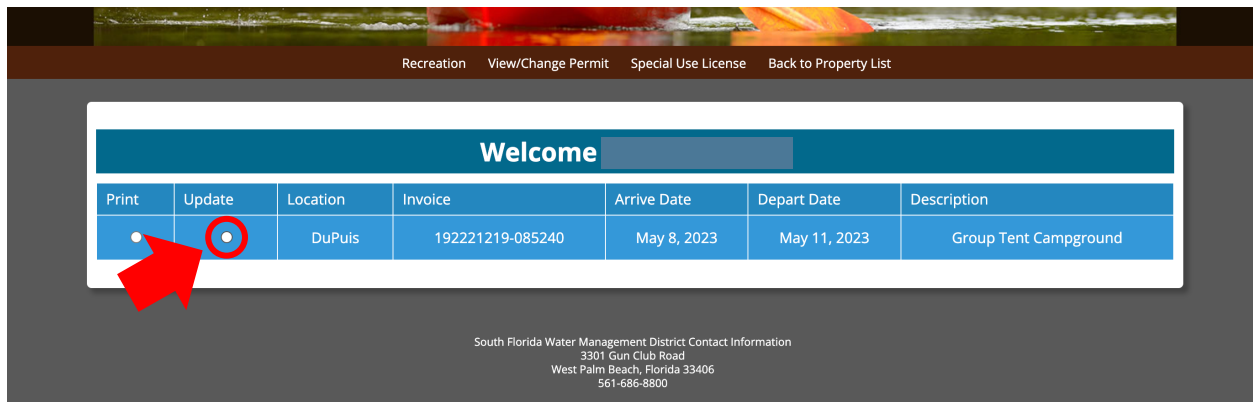 Recreation View/Change Permit Special Use License Back to Property List
Welcome
Print Update Location Invoice Arrive Date Depart Date Description
DuPuis 192221219-085240 May 8, 2023 May 11, 2023 Group Tent Campground
South Florida Water Management District Contact Information
3301 Gun Club Road
West Palm Beach, Florida 33406
561-686-8800